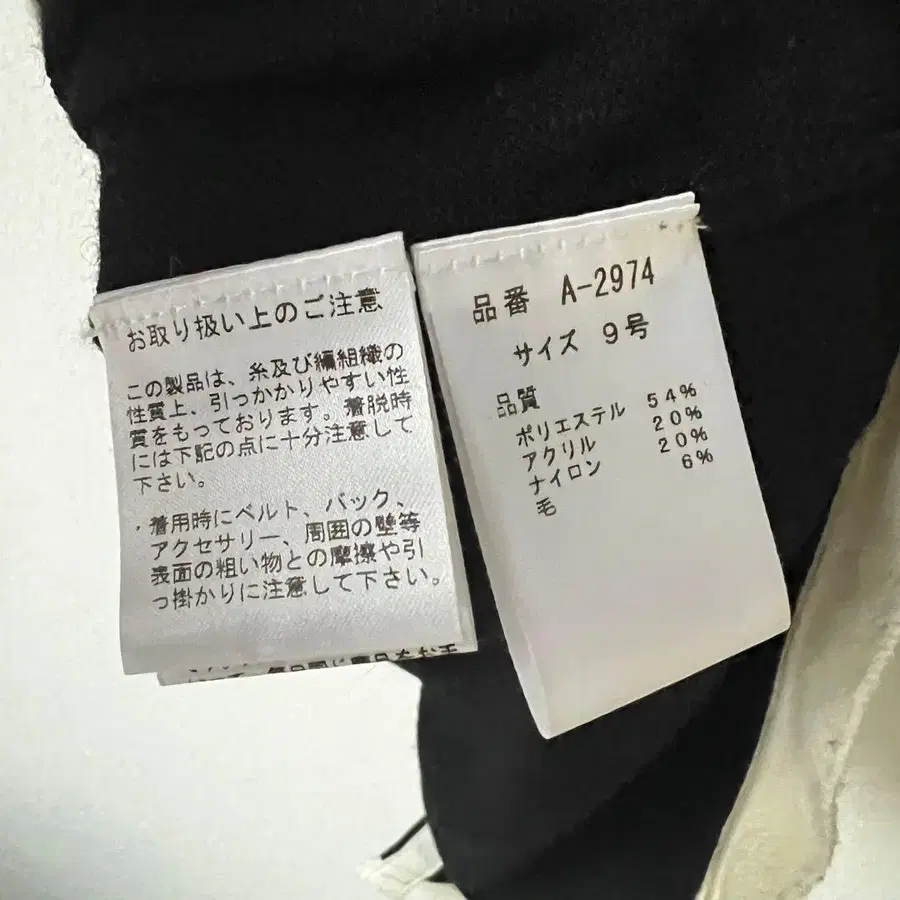 お取り扱い上のご注意
この製品は、糸及び編組織の
性質上、引っかかりやすい性
質をもっております。着脱時
には下記の点に十分注意して
下さい。
・着用時にベルト、バック、
アクセサリー、周囲の壁等
表面の粗い物との摩擦や引
っ掛かりに注意して下さい。
品番 A-2974
サイズ 9号
品質
ポリエステル 54%
アクリル 20%
ナイロン 20%
毛 6%